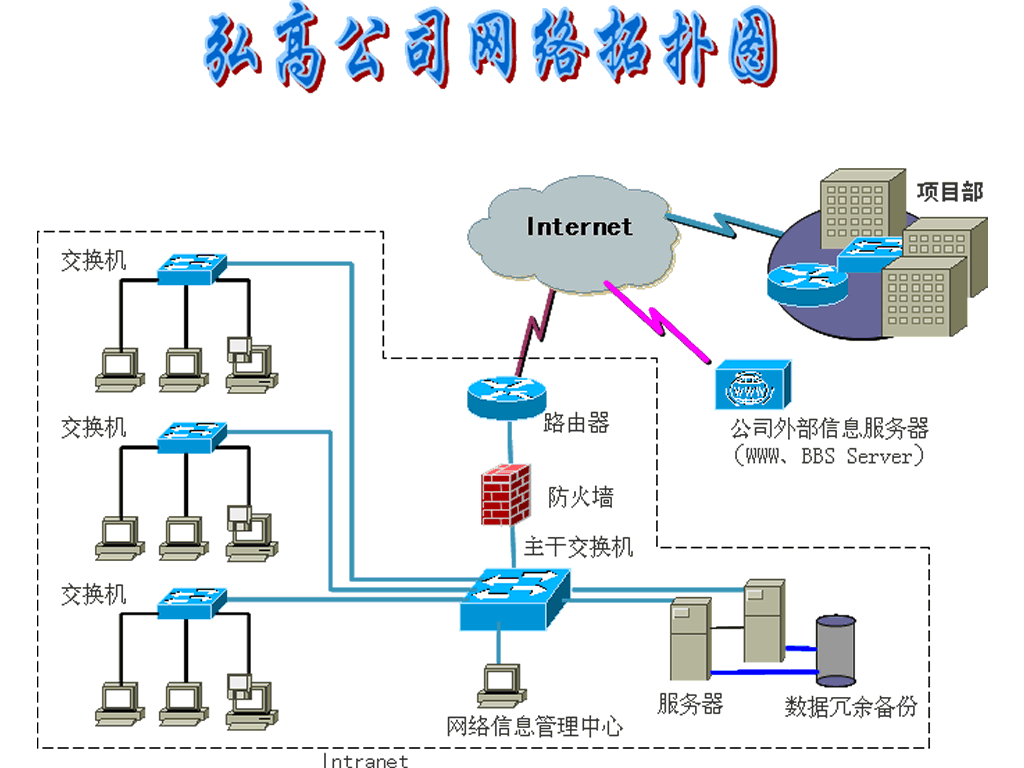 弘高公司网络拓扑图
项目部
Internet
交换机
路由器
公司外部信息服务器
(WWW、BBS Server)
交换机
防火墙
主干交换机
交换机
服务器
数据冗余备份
网络信息管理中心
Intranet
WWW